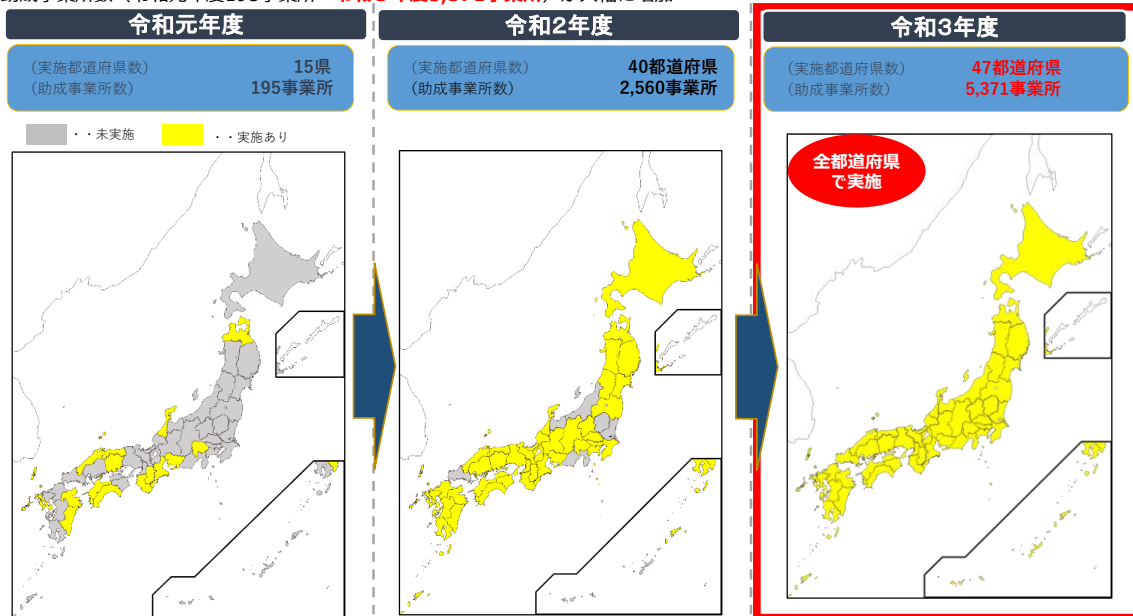 令和元年度
(実施都道府県数) 15県
(助成事業所数) 195事業所
・・未実施 ・・実施あり
令和2年度
(実施都道府県数) 40都道府県
(助成事業所数) 2,560事業所
令和3年度
(実施都道府県数) 47都道府県
(助成事業所数) 5,371事業所
全都道府県
で実施